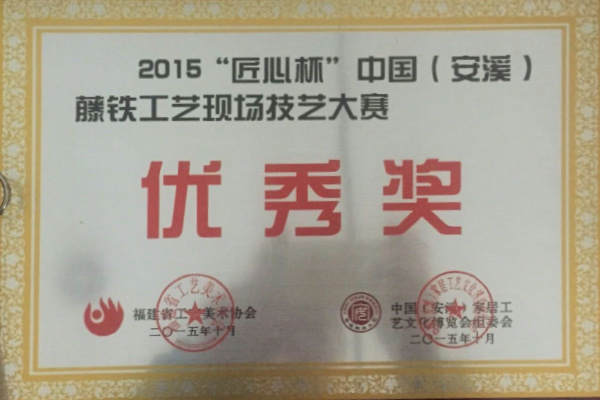 2015“匠心杯”中国（安溪）
藤铁工艺现场技艺大赛
优秀奖
福建省工艺美术协会
二〇一五年十月
中国（安溪）家居工
艺文化博览会组委会
二〇一五年十月